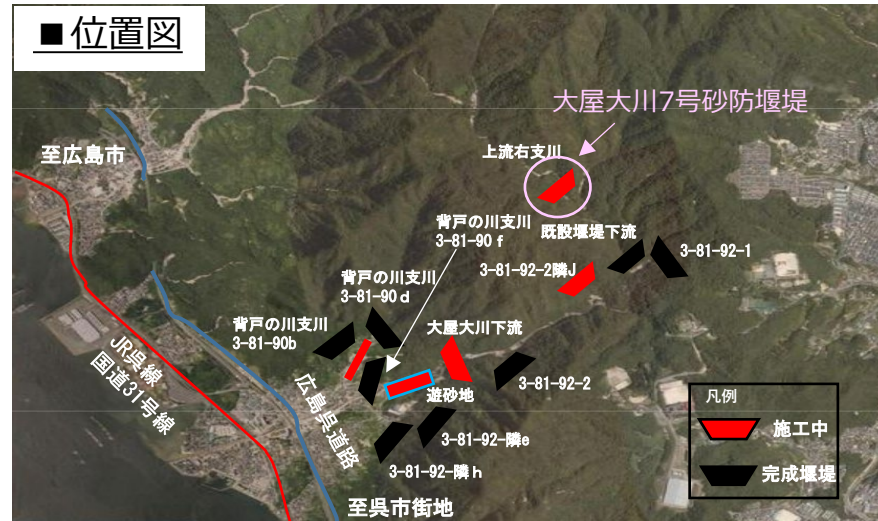 ■位置図
大屋大川7号砂防堰堤
至広島市
上流右支川
背戸の川支川
3-81-90ｆ
既設堰堤下流
3-81-92-1
3-81-92-2隣J
背戸の川支川
3-81-90ｄ
背戸の川支川
3-81-90b
大屋大川下流
JR呉線
国道31号線
広島呉道路
遊砂地
3-81-92-2
3-81-92-隣e
3-81-92-隣ｈ
至呉市街地
凡例
施工中
完成堰堤